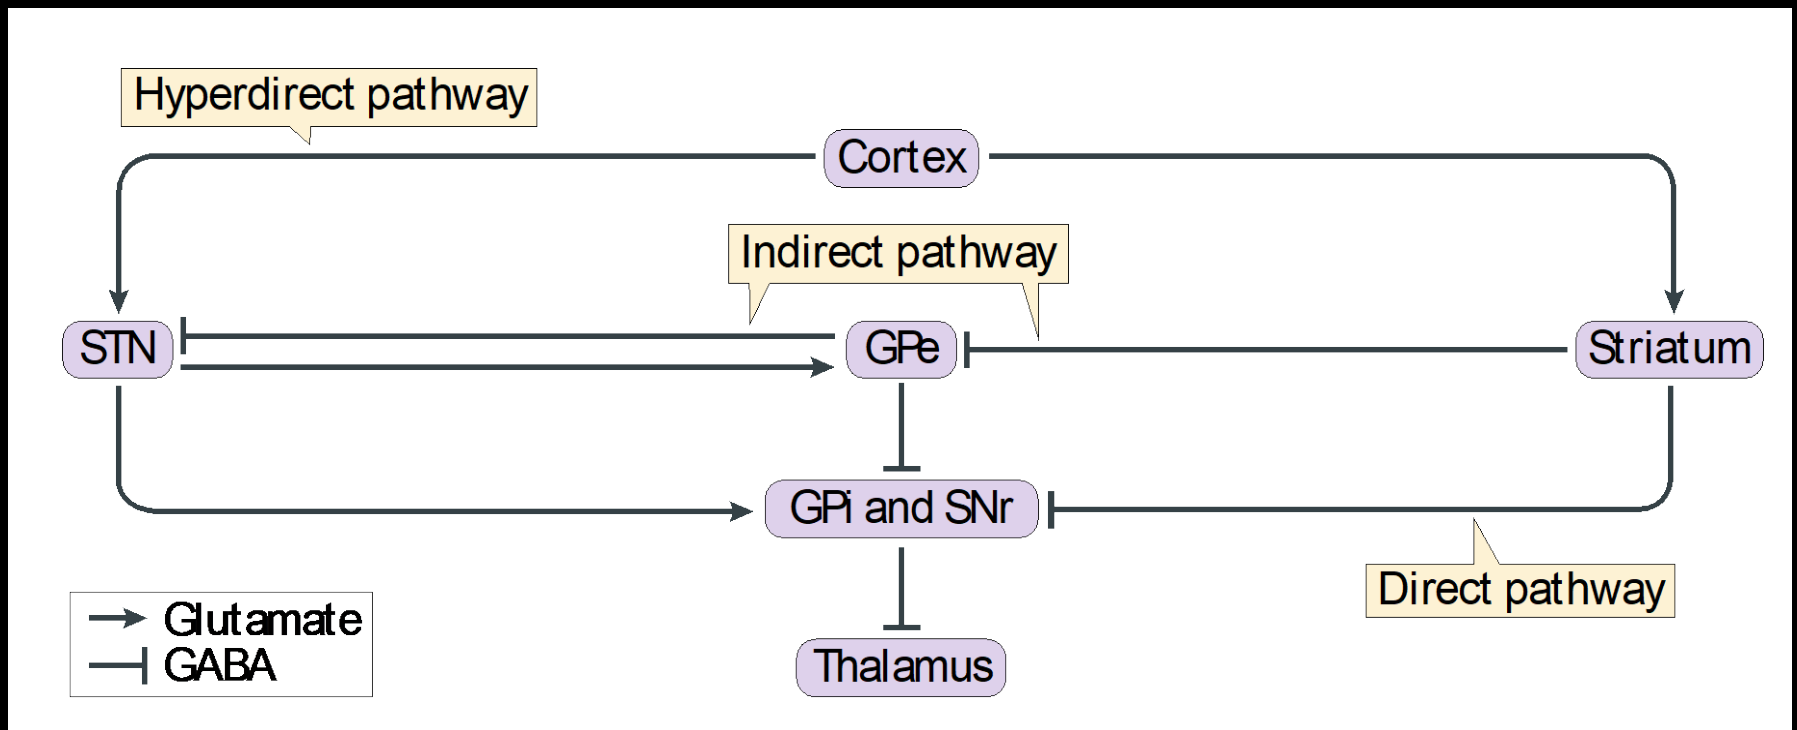 Hyperdirect pathway
Cortex
Indirect pathway
STN
GPe
Striatum
GPi and SNr
Direct pathway
Glutamate
GABA
Thalamus